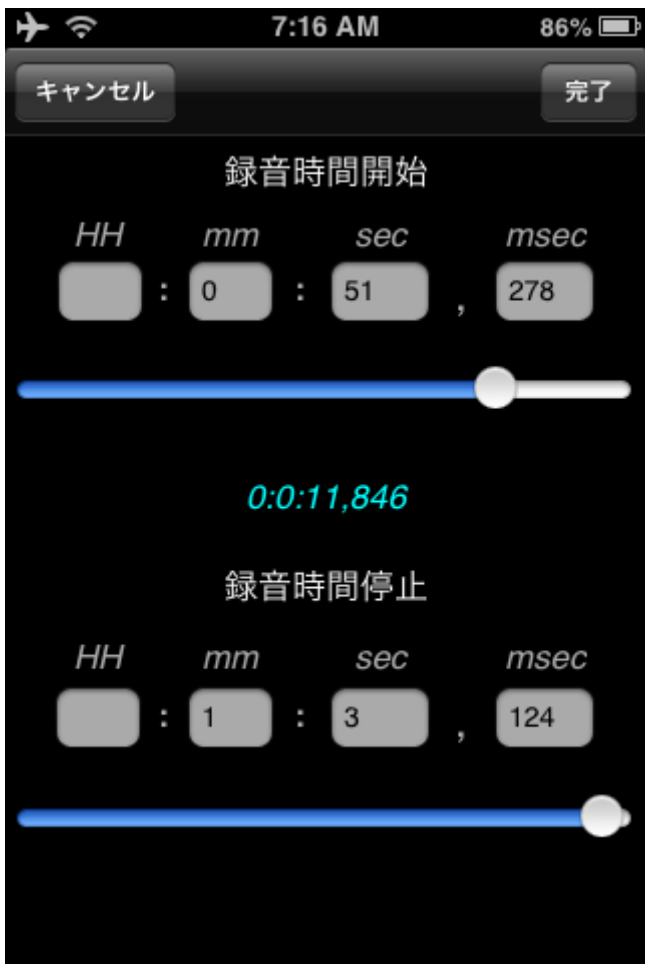 7:16 AM 86%
キャンセル 完了
録音時間開始
HH mm sec msec
: 0 : 51 , 278
0:0:11,846
録音時間停止
HH mm sec msec
: 1 : 3 , 124